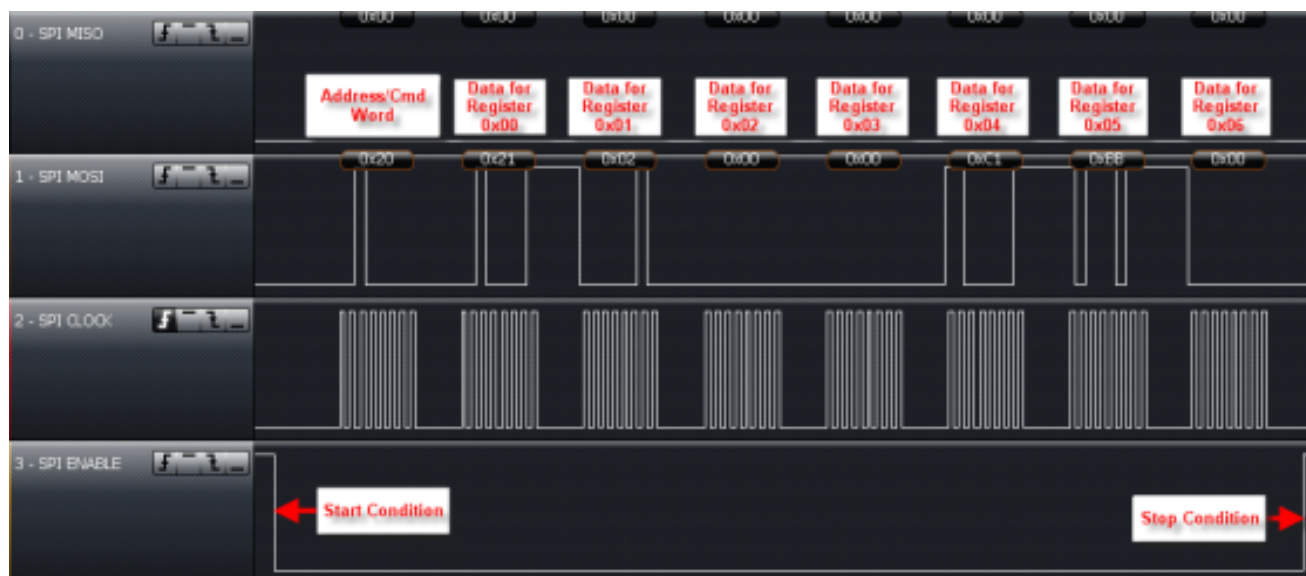 0x00 0x00 0x00 0x00 0x00 0x00 0x00 0x00
0 - SPI MISO
Address/Cmd
Word
Data for
Register
0x00
Data for
Register
0x01
Data for
Register
0x02
Data for
Register
0x03
Data for
Register
0x04
Data for
Register
0x05
Data for
Register
0x06
0x20 0x21 0x02 0x00 0x00 0xC1 0xBB 0x00
1 - SPI MOSI
2 - SPI CLOCK
3 - SPI ENABLE
Start Condition
Stop Condition